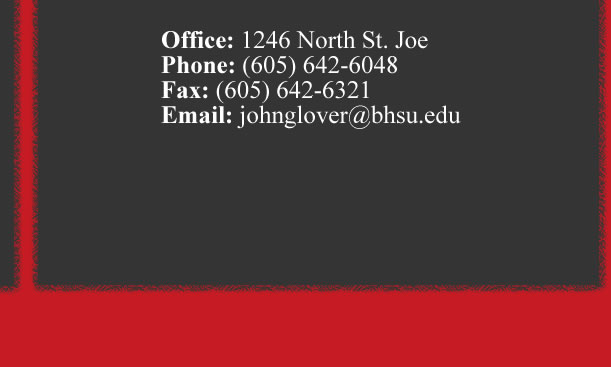 Office: 1246 North St. Joe
Phone: (605) 642-6048
Fax: (605) 642-6321
Email: johnglover@bhsu.edu